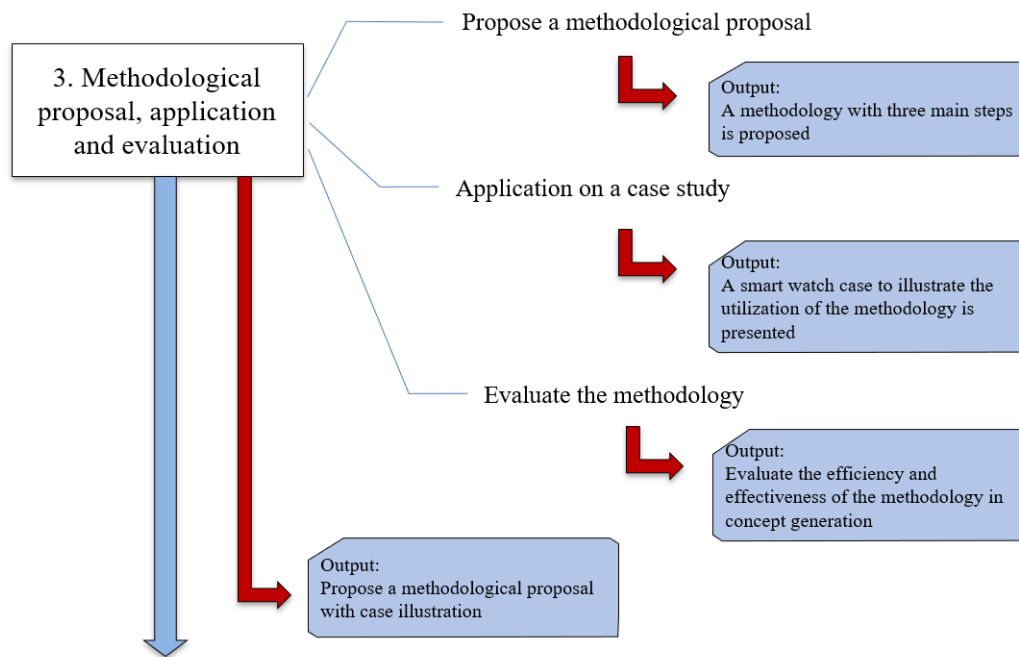 Propose a methodological proposal
3. Methodological
proposal, application
and evaluation
Output:
A methodology with three main steps
is proposed
Application on a case study
Output:
A smart watch case to illustrate the
utilization of the methodology is
presented
Evaluate the methodology
Output:
Evaluate the efficiency and
effectiveness of the methodology in
concept generation
Output:
Propose a methodological proposal
with case illustration